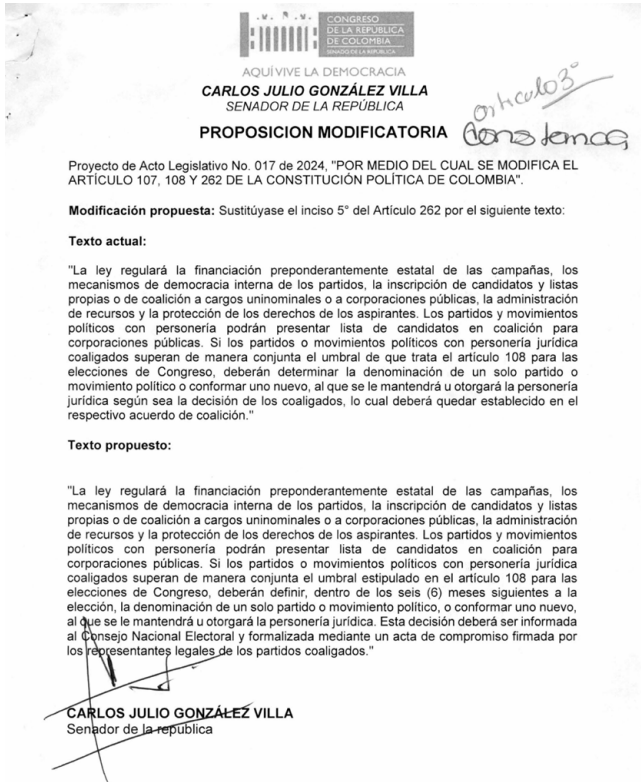 CONGRESO
DE LA REPÚBLICA
DE COLOMBIA
SENADO DE LA REPÚBLICA
AQUÍ VIVE LA DEMOCRACIA
CARLOS JULIO GONZÁLEZ VILLA
SENADOR DE LA REPÚBLICA
artículo 3°
PROPOSICION MODIFICATORIA
Proyecto de Acto Legislativo No. 017 de 2024, "POR MEDIO DEL CUAL SE MODIFICA EL
ARTÍCULO 107, 108 Y 262 DE LA CONSTITUCIÓN POLÍTICA DE COLOMBIA".
Modificación propuesta: Sustitúyase el inciso 5° del Artículo 262 por el siguiente texto:
Texto actual:
"La ley regulará la financiación preponderantemente estatal de las campañas, los
mecanismos de democracia interna de los partidos, la inscripción de candidatos y listas
propias o de coalición a cargos uninominales o a corporaciones públicas, la administración
de recursos y la protección de los derechos de los aspirantes. Los partidos y movimientos
políticos con personería podrán presentar lista de candidatos en coalición para
corporaciones públicas. Si los partidos o movimientos políticos con personería jurídica
coaligados superan de manera conjunta el umbral de que trata el artículo 108 para las
elecciones de Congreso, deberán determinar la denominación de un solo partido o
movimiento político o conformar uno nuevo, al que se le mantendrá u otorgará la personería
jurídica según sea la decisión de los coaligados, lo cual deberá quedar establecido en el
respectivo acuerdo de coalición."
Texto propuesto:
"La ley regulará la financiación preponderantemente estatal de las campañas, los
mecanismos de democracia interna de los partidos, la inscripción de candidatos y listas
propias o de coalición a cargos uninominales o a corporaciones públicas, la administración
de recursos y la protección de los derechos de los aspirantes. Los partidos y movimientos
políticos con personería podrán presentar lista de candidatos en coalición para
corporaciones públicas. Si los partidos o movimientos políticos con personería jurídica
coaligados superan de manera conjunta el umbral estipulado en el artículo 108 para las
elecciones de Congreso, deberán definir, dentro de los seis (6) meses siguientes a la
elección, la denominación de un solo partido o movimiento político, o conformar uno nuevo,
al que se le mantendrá u otorgará la personería jurídica. Esta decisión deberá ser informada
al Consejo Nacional Electoral y formalizada mediante un acta de compromiso firmada por
los representantes legales de los partidos coaligados."
CARLOS JULIO GONZÁLEZ VILLA
Senador de la república